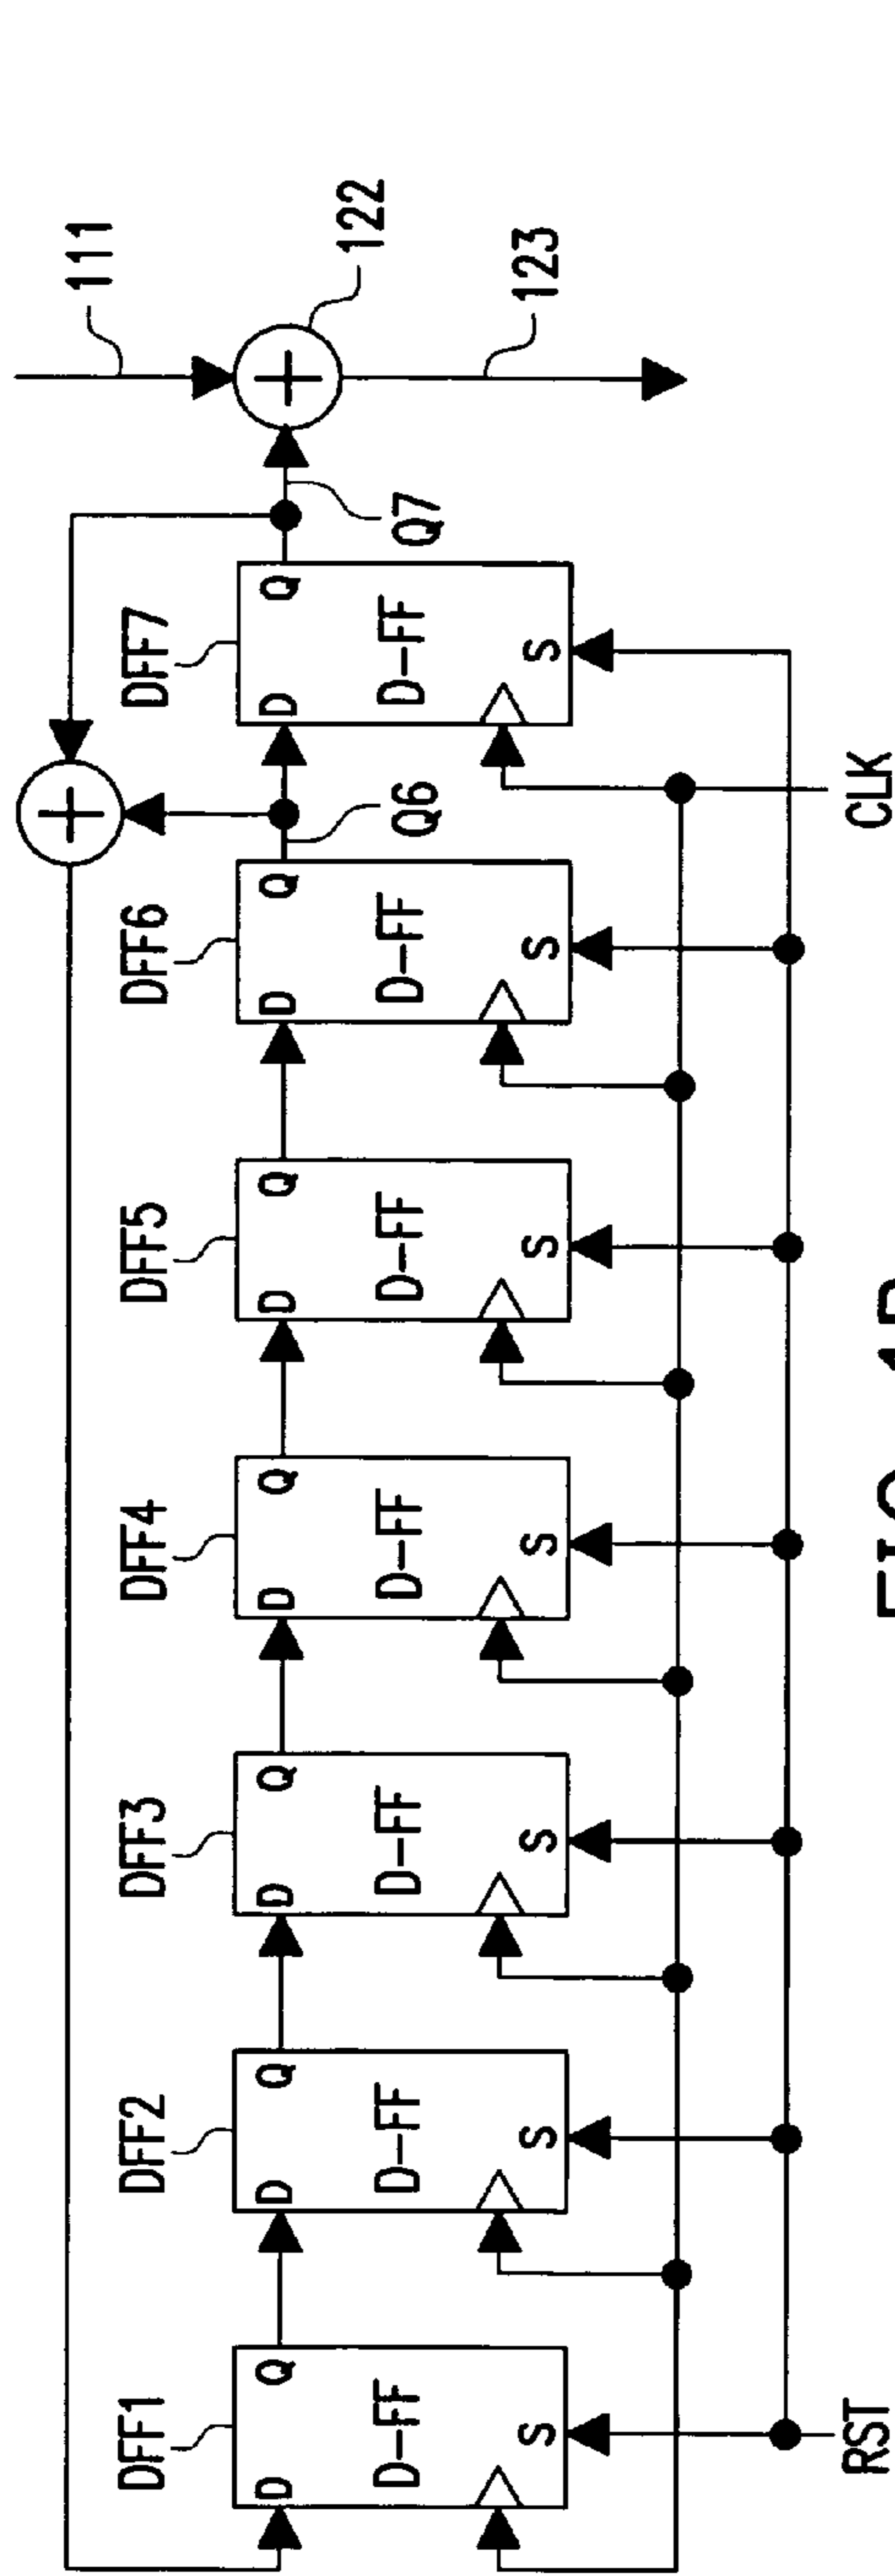 111
122
123
DFF1
DFF2
DFF3
DFF4
DFF5
DFF6
DFF7
D Q
D Q
D Q
D Q
D Q
D Q
D Q
Q6
Q7
D-FF
D-FF
D-FF
D-FF
D-FF
D-FF
D-FF
S
S
S
S
S
S
S
RST
CLK